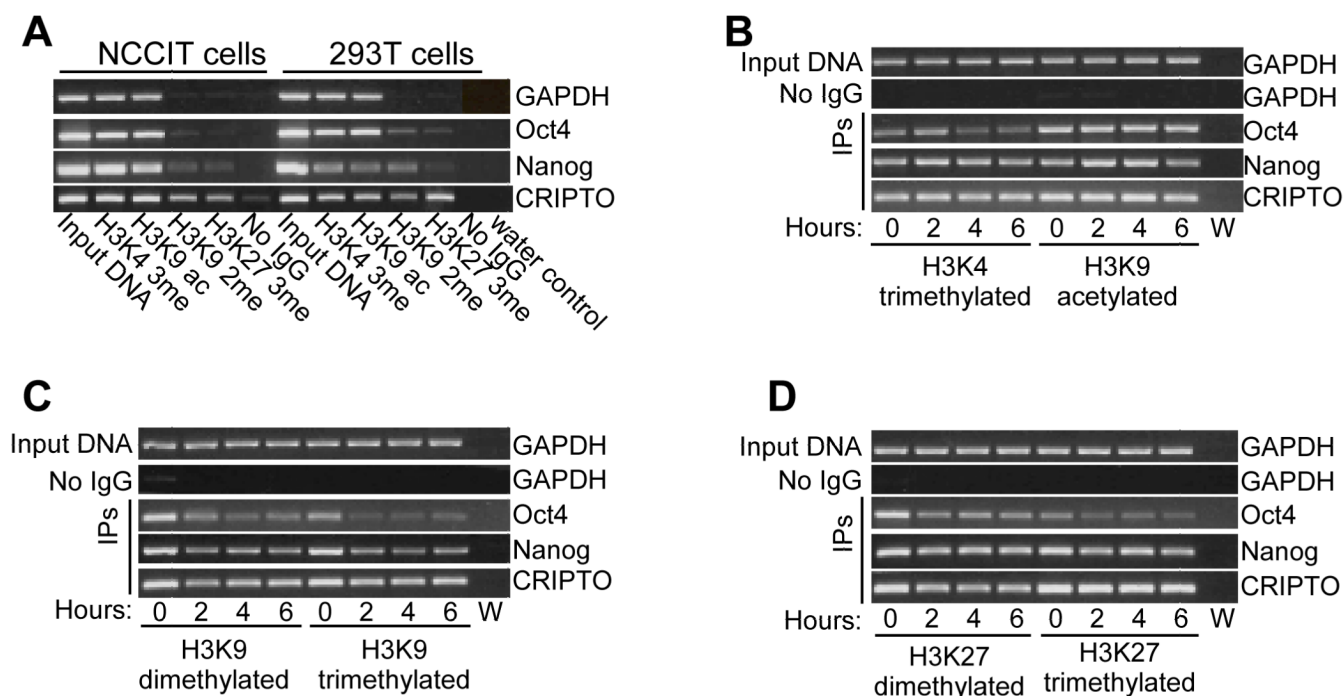 A
NCCIT cells 293T cells
GAPDH
Oct4
Nanog
CRIPTO
Input DNA
H3K4 3me
H3K9 ac
H3K9 2me
H3K27 3me
No IgG
Input DNA
H3K4 3me
H3K9 ac
H3K9 2me
H3K27 3me
No IgG
water control
B
Input DNA GAPDH
No IgG GAPDH
IPs
Oct4
Nanog
CRIPTO
Hours: 0 2 4 6 0 2 4 6 W
H3K4 H3K9
trimethylated acetylated
C
Input DNA GAPDH
No IgG GAPDH
IPs
Oct4
Nanog
CRIPTO
Hours: 0 2 4 6 0 2 4 6 W
H3K9 H3K9
dimethylated trimethylated
D
Input DNA GAPDH
No IgG GAPDH
IPs
Oct4
Nanog
CRIPTO
Hours: 0 2 4 6 0 2 4 6 W
H3K27 H3K27
dimethylated trimethylated